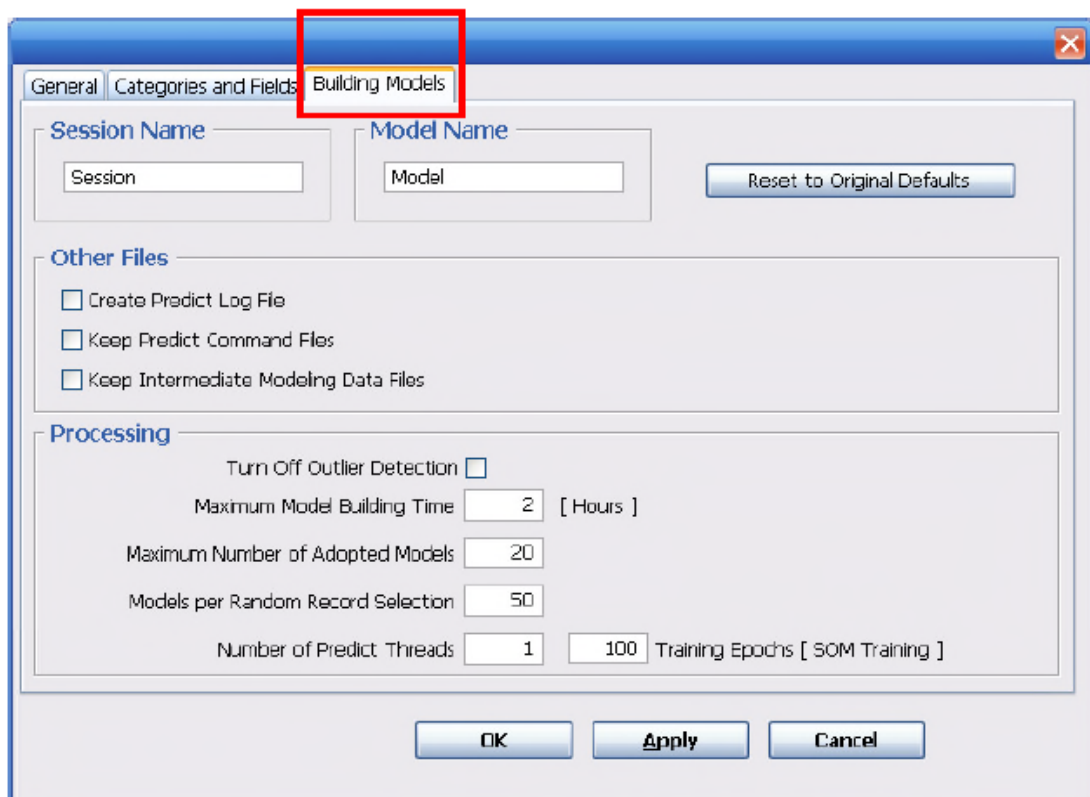 General Categories and Fields Building Models
Session Name Model Name
Session Model Reset to Original Defaults
Other Files
Create Predict Log File
Keep Predict Command Files
Keep Intermediate Modeling Data Files
Processing
Turn Off Outlier Detection
Maximum Model Building Time 2 [ Hours ]
Maximum Number of Adopted Models 20
Models per Random Record Selection 50
Number of Predict Threads 1 100 Training Epochs [ SOM Training ]
OK Apply Cancel